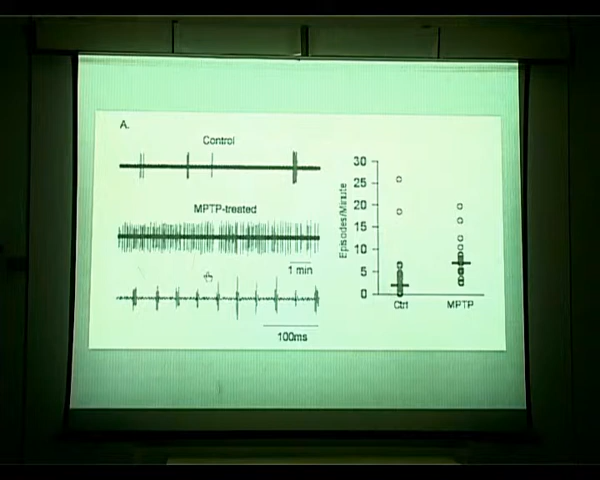 A.
Control
MPTP-treated
1 min
100ms
Episodes/Minute
30
25
20
15
10
5
0
Ctrl
MPTP